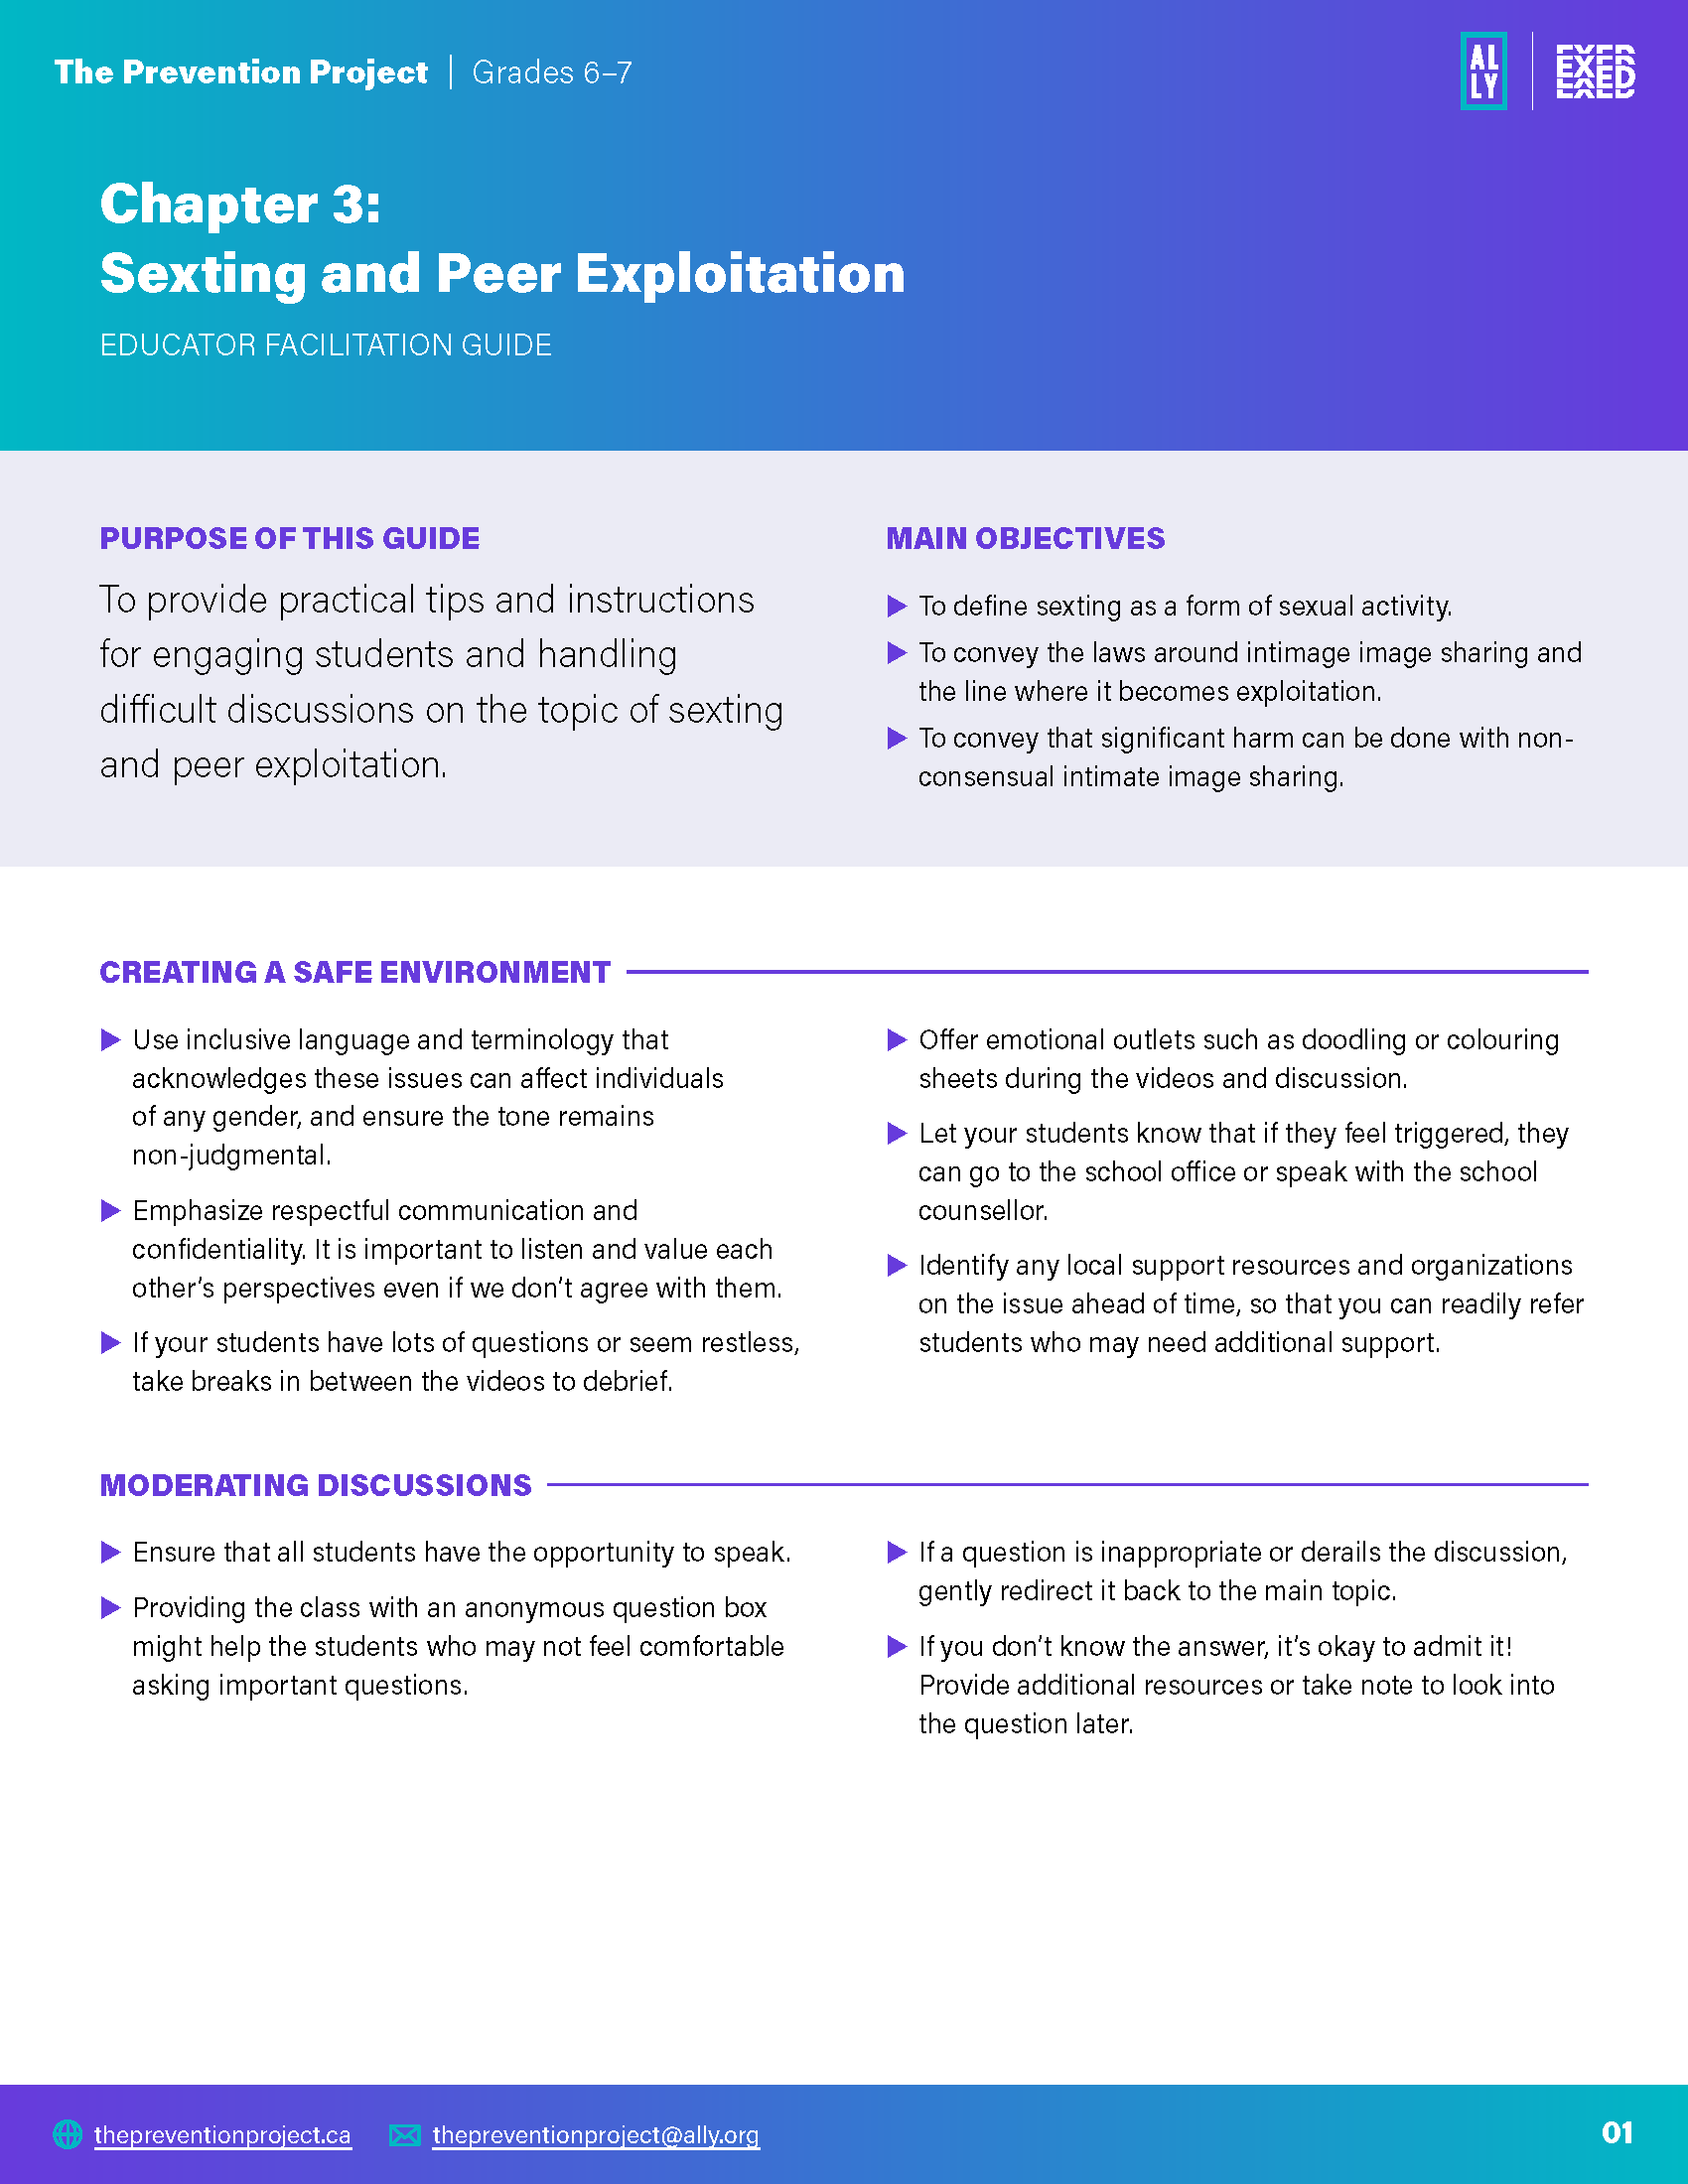 The Prevention Project | Grades 6–7
AL
LY
EXER
EXED
Chapter 3:
Sexting and Peer Exploitation
EDUCATOR FACILITATION GUIDE
PURPOSE OF THIS GUIDE
To provide practical tips and instructions
for engaging students and handling
difficult discussions on the topic of sexting
and peer exploitation.
MAIN OBJECTIVES
▶ To define sexting as a form of sexual activity.
▶ To convey the laws around intimage image sharing and
the line where it becomes exploitation.
▶ To convey that significant harm can be done with non-
consensual intimate image sharing.
CREATING A SAFE ENVIRONMENT
▶ Use inclusive language and terminology that
acknowledges these issues can affect individuals
of any gender, and ensure the tone remains
non-judgmental.
▶ Emphasize respectful communication and
confidentiality. It is important to listen and value each
other’s perspectives even if we don’t agree with them.
▶ If your students have lots of questions or seem restless,
take breaks in between the videos to debrief.
▶ Offer emotional outlets such as doodling or colouring
sheets during the videos and discussion.
▶ Let your students know that if they feel triggered, they
can go to the school office or speak with the school
counsellor.
▶ Identify any local support resources and organizations
on the issue ahead of time, so that you can readily refer
students who may need additional support.
MODERATING DISCUSSIONS
▶ Ensure that all students have the opportunity to speak.
▶ Providing the class with an anonymous question box
might help the students who may not feel comfortable
asking important questions.
▶ If a question is inappropriate or derails the discussion,
gently redirect it back to the main topic.
▶ If you don’t know the answer, it’s okay to admit it!
Provide additional resources or take note to look into
the question later.
thepreventionproject.ca
thepreventionproject@ally.org
01